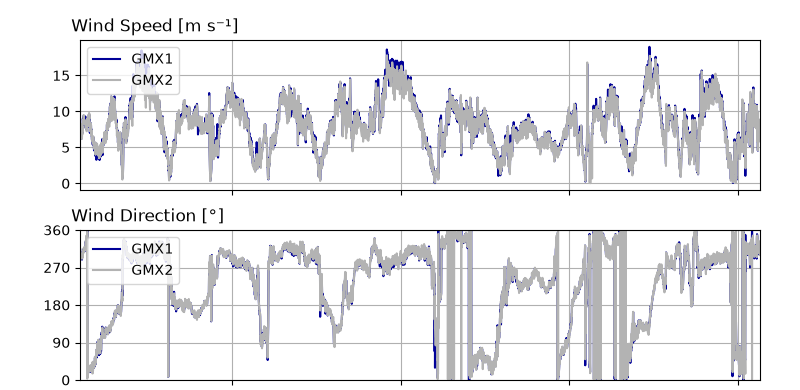 Wind Speed [m s⁻¹]
GMX1
GMX2
15
10
5
0
Wind Direction [°]
360
GMX1
GMX2
270
180
90
0